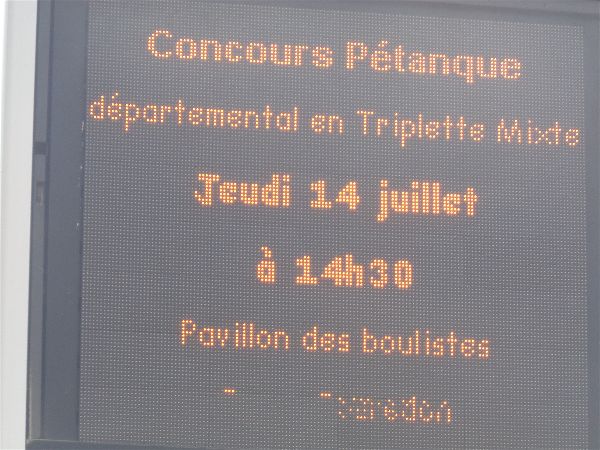 Concours Pétanque
départemental en Triplette Mixte
Jeudi 14 juillet
à 14h30
Pavillon des boulistes